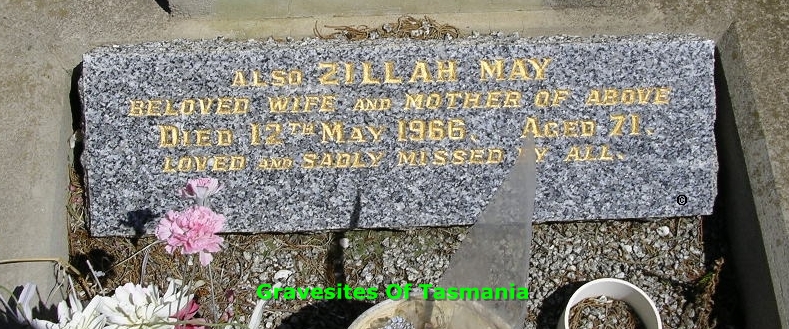 ALSO ZILLAH MAY
BELOVED WIFE AND MOTHER OF ABOVE
DIED 12TH MAY 1966. AGED 71.
LOVED AND SADLY MISSED BY ALL.
©
Gravesites Of Tasmania